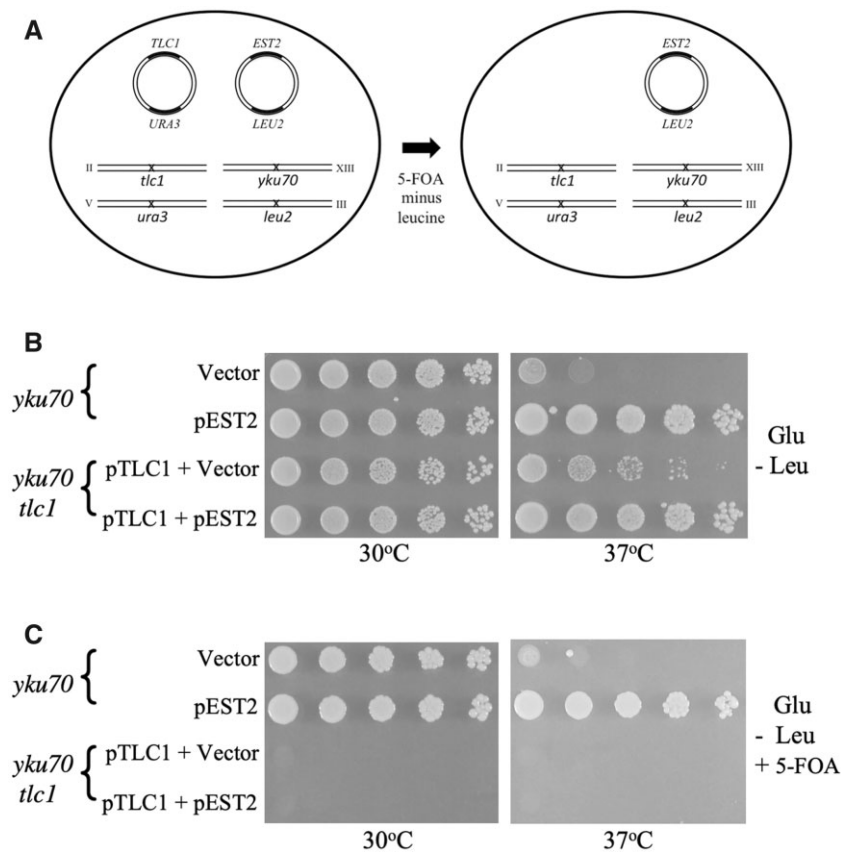 A
TLC1
EST2
URA3
LEU2
II
tlc1
yku70
XIII
V
ura3
leu2
III
5-FOA
minus
leucine
EST2
LEU2
II
tlc1
yku70
XIII
V
ura3
leu2
III
B
yku70
Vector
pEST2
yku70
tlc1
pTLC1 + Vector
pTLC1 + pEST2
30°C
37°C
Glu
- Leu
C
yku70
Vector
pEST2
yku70
tlc1
pTLC1 + Vector
pTLC1 + pEST2
30°C
37°C
Glu
- Leu
+ 5-FOA